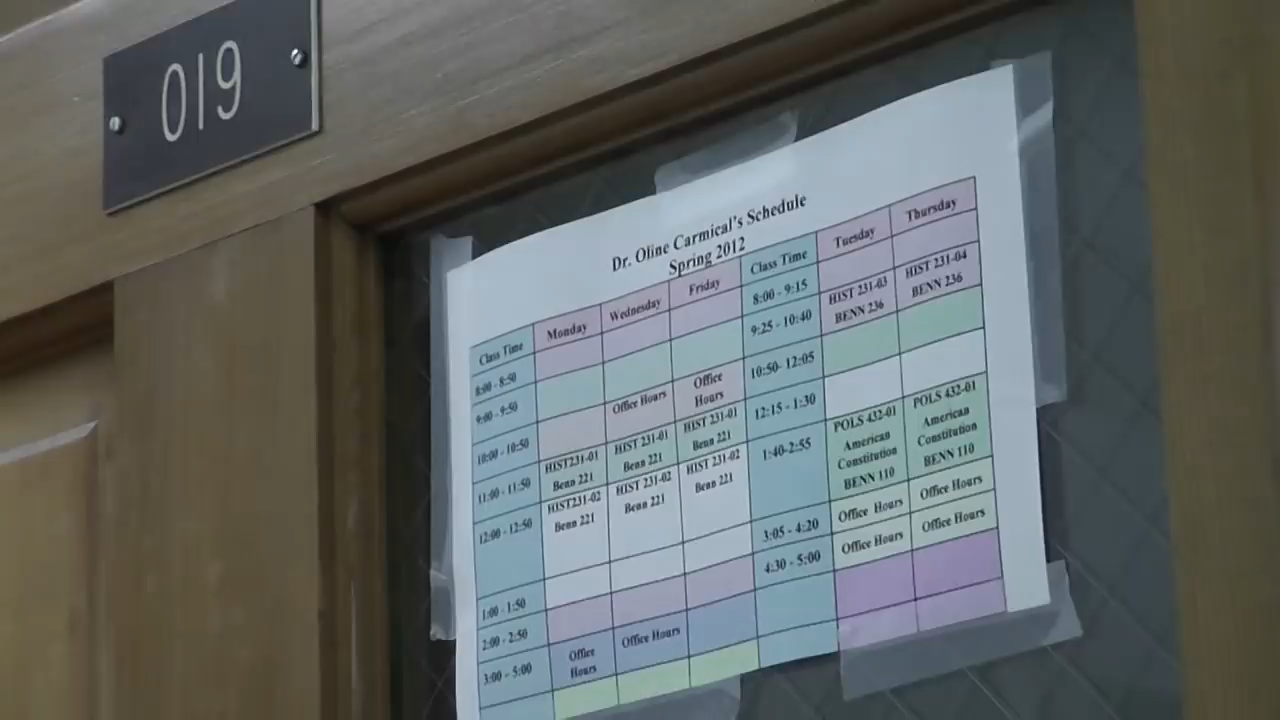 019
Dr. Oline Carmical's Schedule
Spring 2012
Class Time Monday Wednesday Friday Class Time Tuesday Thursday
8:00 - 8:50 8:00 - 9:15 HIST 231-03 HIST 231-04
BENN 236 BENN 236
9:00 - 9:50 9:25 - 10:40
10:00 - 10:50 Office Hours Office
Hours 10:50- 12:05
11:00 - 11:50 HIST231-01 HIST 231-01 HIST 231-01 12:15 - 1:30
Benn 221 Benn 221 Benn 221
12:00 - 12:50 HIST231-02 HIST 231-02 HIST 231-02 1:40-2:55 POLS 432-01 POLS 432-01
Benn 221 Benn 221 Benn 221 American American
Constitution Constitution
BENN 110 BENN 110
1:00 - 1:50 3:05 - 4:20 Office Hours Office Hours
2:00 - 2:50 4:30 - 5:00 Office Hours Office Hours
3:00 - 5:00 Office
Hours Office Hours